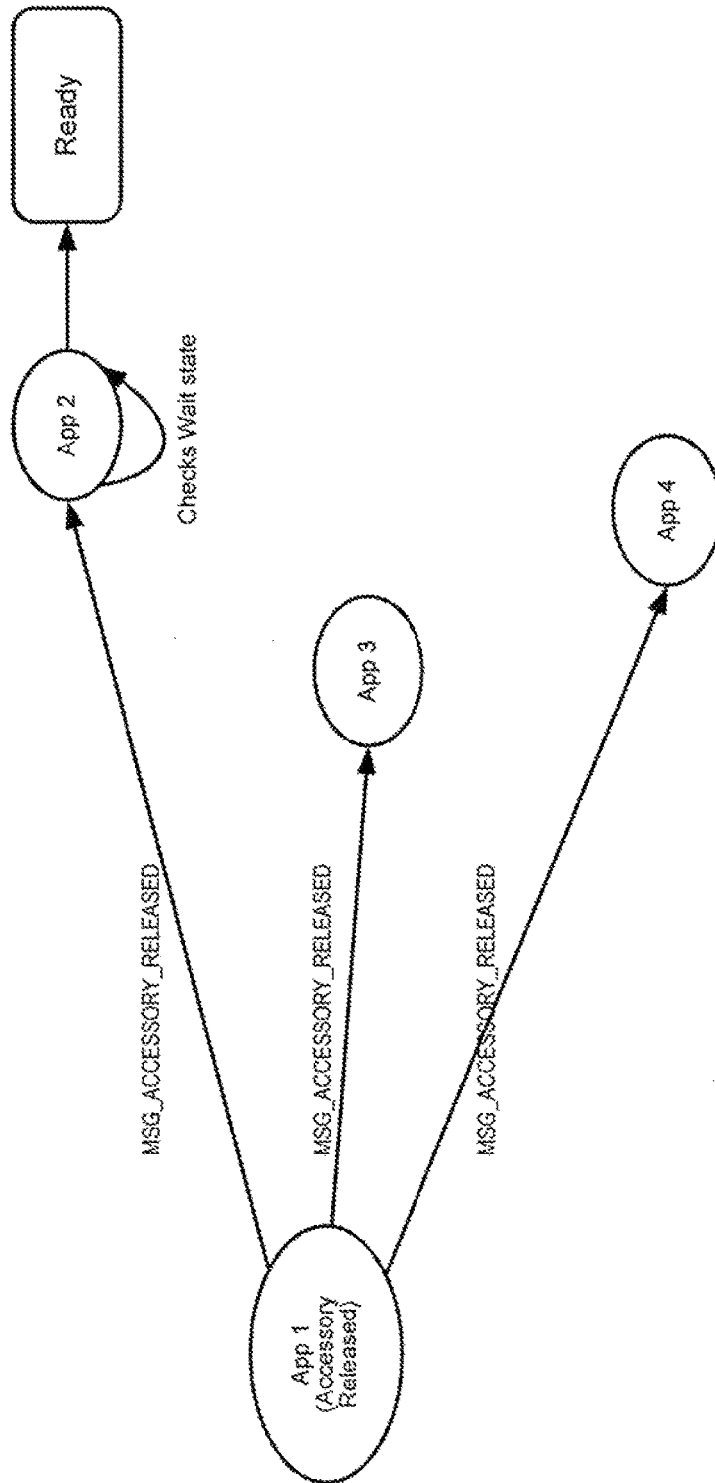 App 1
(Accessory
Released)
MSG_ACCESSORY_RELEASED
App 2
Checks Wait state
Ready
MSG_ACCESSORY_RELEASED
App 3
MSG_ACCESSORY_RELEASED
App 4